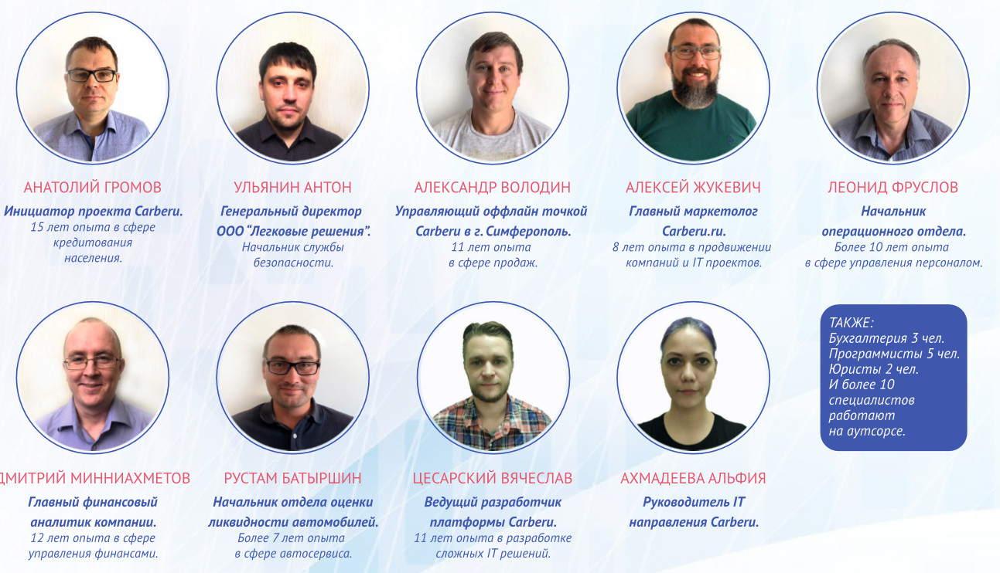 АНАТОЛИЙ ГРОМОВ
Инициатор проекта Carberu.
15 лет опыта в сфере
кредитования
населения.
УЛЬЯНИН АНТОН
Генеральный директор
ООО “Легковые решения”.
Начальник службы
безопасности.
АЛЕКСАНДР ВОЛОДИН
Управляющий оффлайн точкой
Carberu в г. Симферополь.
11 лет опыта
в сфере продаж.
АЛЕКСЕЙ ЖУКЕВИЧ
Главный маркетолог
Carberu.ru.
8 лет опыта в продвижении
компаний и IT проектов.
ЛЕОНИД ФРУСЛОВ
Начальник
операционного отдела.
Более 10 лет опыта
в сфере управления персоналом.
ДМИТРИЙ МИННИАХМЕТОВ
Главный финансовый
аналитик компании.
12 лет опыта в сфере
управления финансами.
РУСТАМ БАТЫРШИН
Начальник отдела оценки
ликвидности автомобилей.
Более 7 лет опыта
в сфере автосервиса.
ЦЕСАРСКИЙ ВЯЧЕСЛАВ
Ведущий разработчик
платформы Carberu.
11 лет опыта в разработке
сложных IT решений.
АХМАДЕЕВА АЛЬФИЯ
Руководитель IT
направления Carberu.
ТАКЖЕ:
Бухгалтерия 3 чел.
Программисты 5 чел.
Юристы 2 чел.
И более 10
специалистов
работают
на аутсорсе.